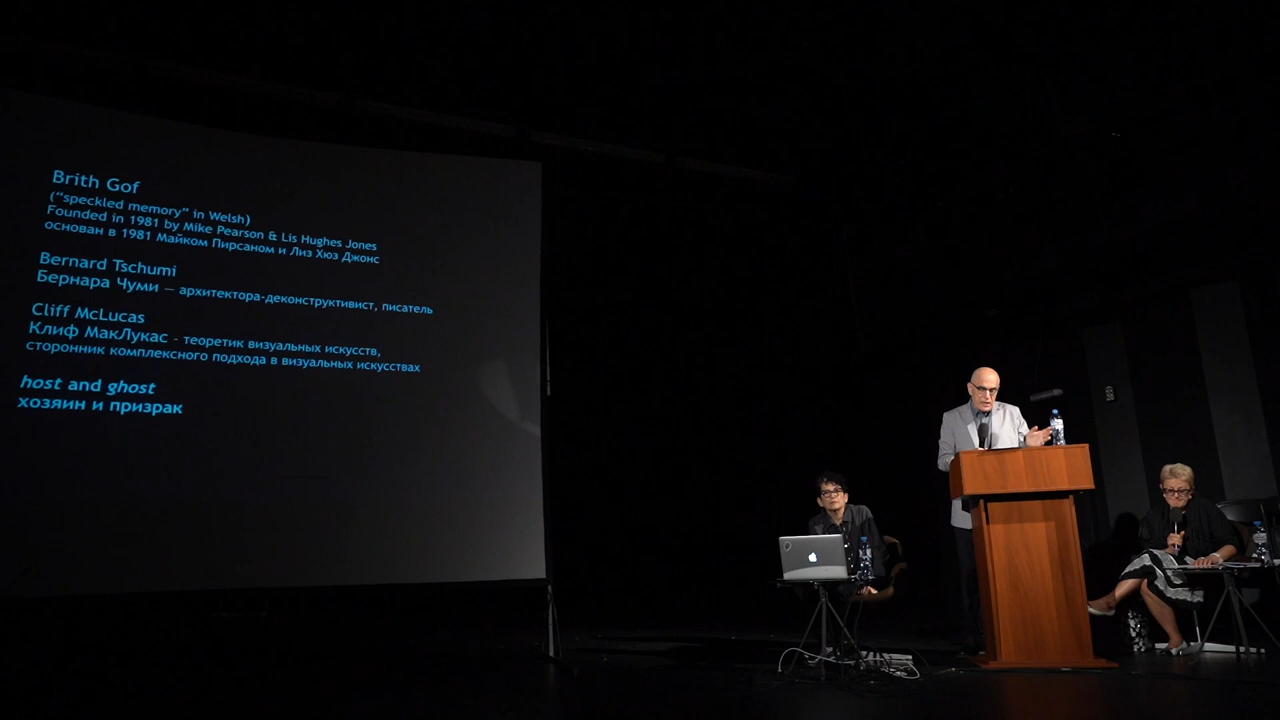 Brith Gof
("speckled memory" in Welsh)
Founded in 1981 by Mike Pearson & Lis Hughes Jones
основан в 1981 Майком Пирсаном и Лиз Хюз Джонс
Bernard Tschumi
Бернара Чуми — архитектора-деконструктивист, писатель
Cliff McLucas
Клиф МакЛукас - теоретик визуальных искусств,
сторонник комплексного подхода в визуальных искусствах
host and ghost
хозяин и призрак